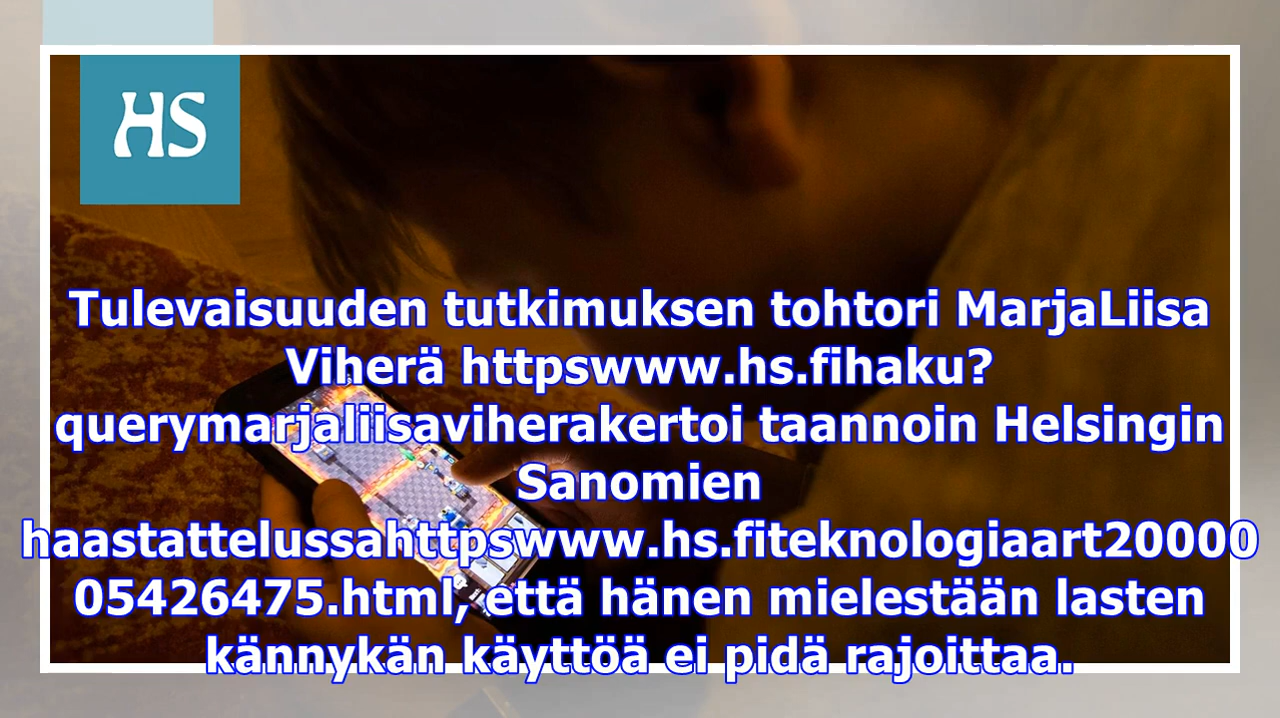 HS
Tulevaisuuden tutkimuksen tohtori MarjaLiisa
Viherä httpswww.hs.fihaku?
querymarjaliisaviherakertoi taannoin Helsingin
Sanomien
haastattelussahttpswww.hs.fiteknologiaart20000
05426475.html, että hänen mielestään lasten
kännykän käyttöä ei pidä rajoittaa.